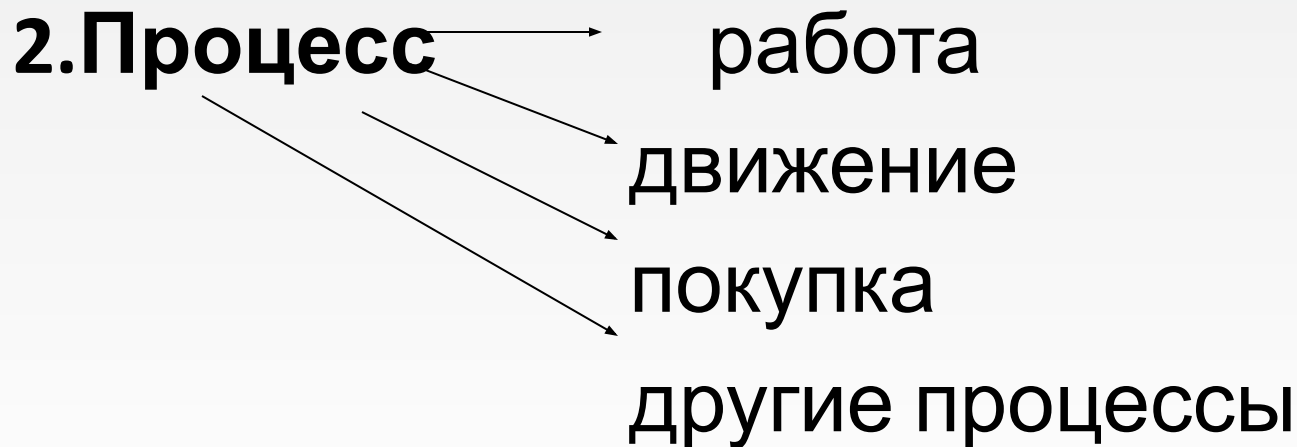 2.Процесс работа
движение
покупка
другие процессы